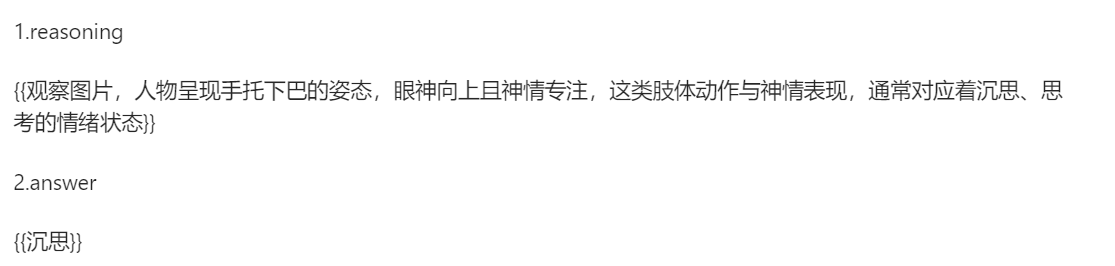 1.reasoning
{{观察图片，人物呈现手托下巴的姿态，眼神向上且神情专注，这类肢体动作与神情表现，通常对应着沉思、思
考的情绪状态}}
2.answer
{{沉思}}